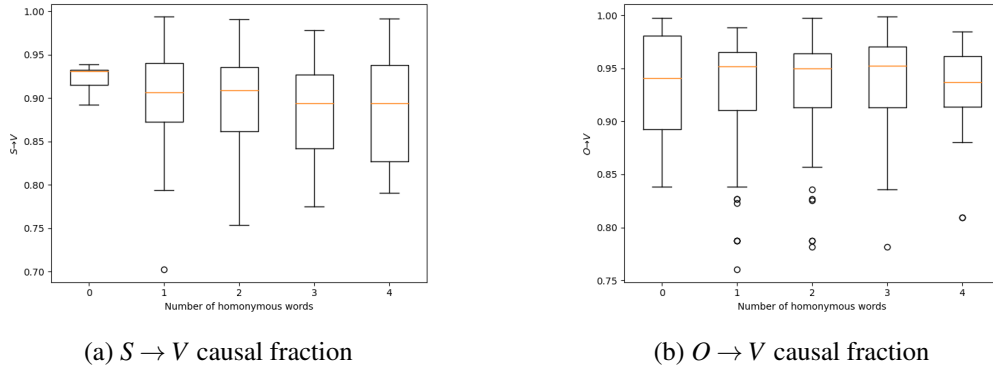 1.00
0.95
0.90
0.85
0.80
0.75
0.70
S→V
0 1 2 3 4
Number of homonymous words
(a) S → V causal fraction
1.00
0.95
0.90
0.85
0.80
0.75
O→V
0 1 2 3 4
Number of homonymous words
(b) O → V causal fraction